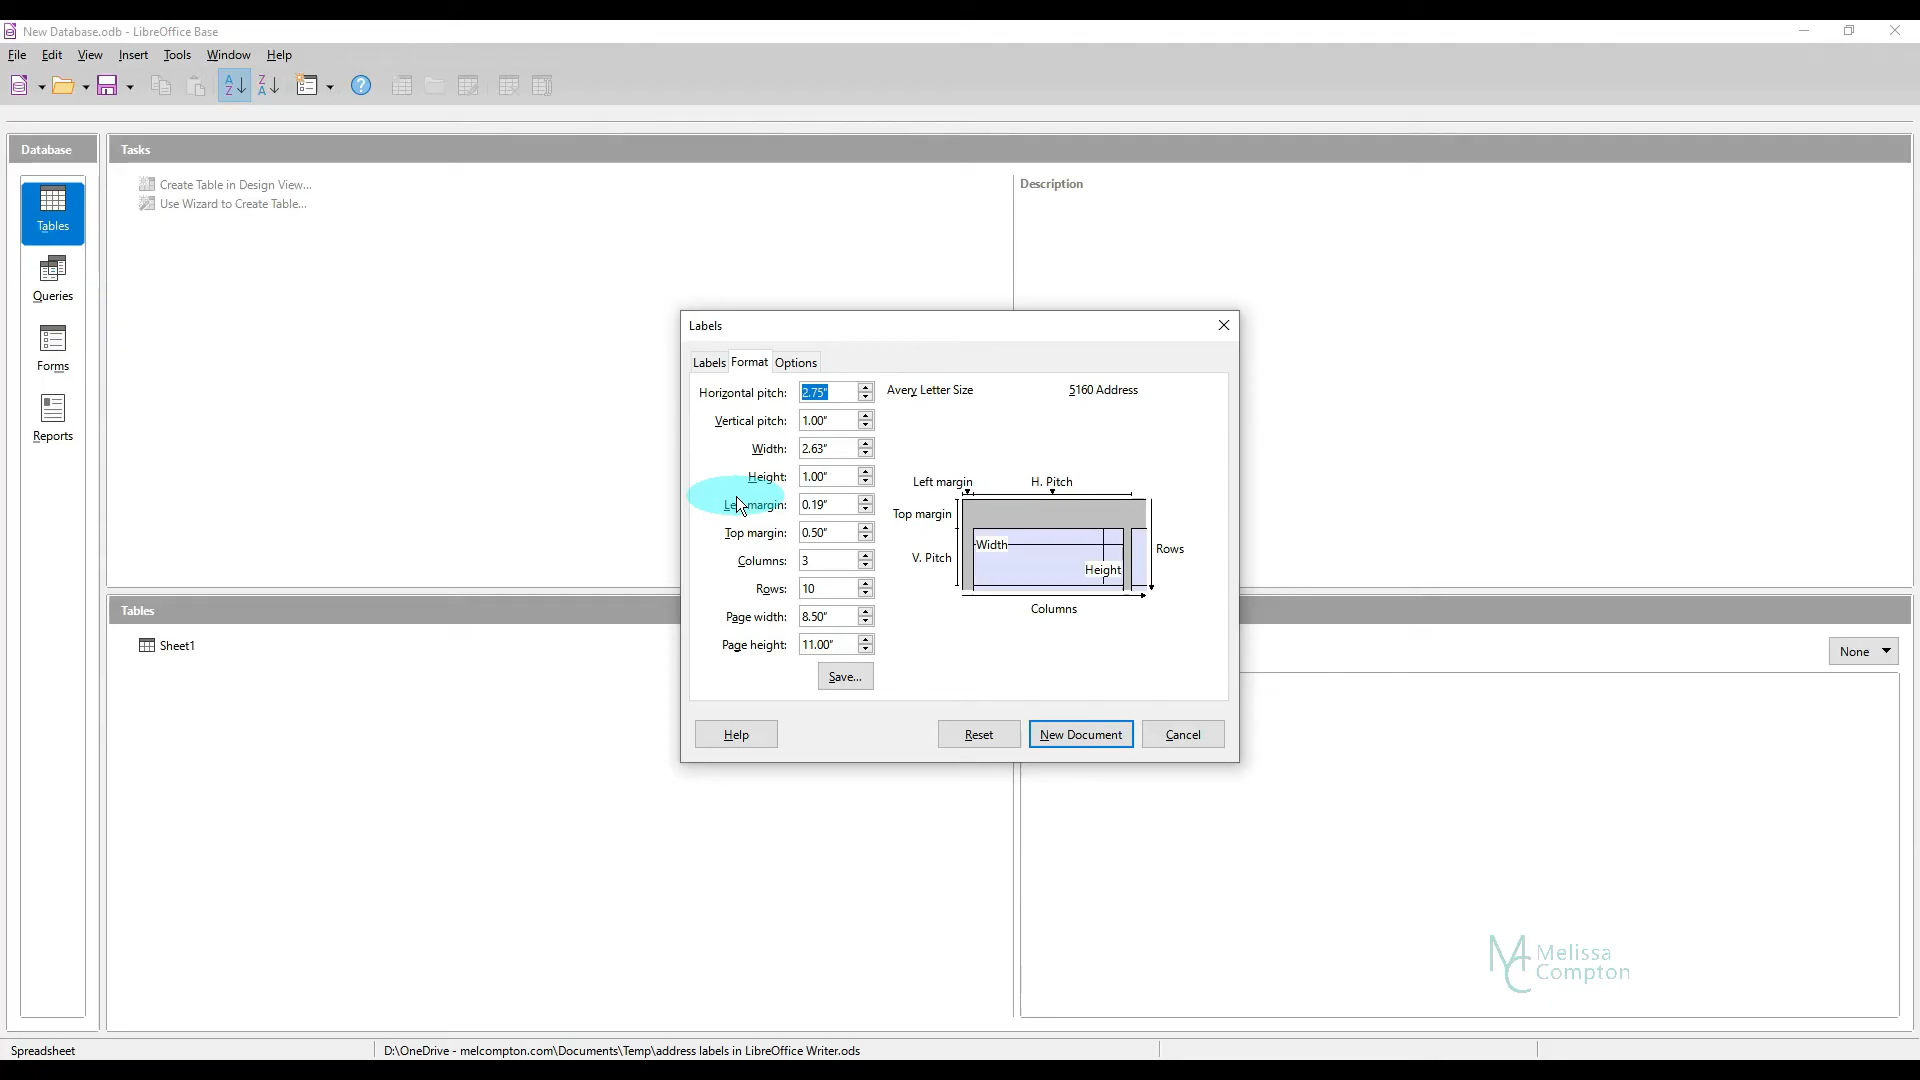 New Database.odb - LibreOffice Base
File Edit View Insert Tools Window Help
Database
Tables
Queries
Forms
Reports
Tasks
Create Table in Design View...
Use Wizard to Create Table...
Description
Tables
Sheet1
None
Labels
Labels Format Options
Horizontal pitch: 2.75"
Vertical pitch: 1.00"
Width: 2.63"
Height: 1.00"
Left margin: 0.19"
Top margin: 0.50"
Columns: 3
Rows: 10
Page width: 8.50"
Page height: 11.00"
Save...
Avery Letter Size 5160 Address
Left margin H. Pitch
Top margin
Width
Rows
V. Pitch
Height
Columns
Help Reset New Document Cancel
MC Melissa
Compton
Spreadsheet D:\OneDrive - melcompton.com\Documents\Temp\address labels in LibreOffice Writer.ods